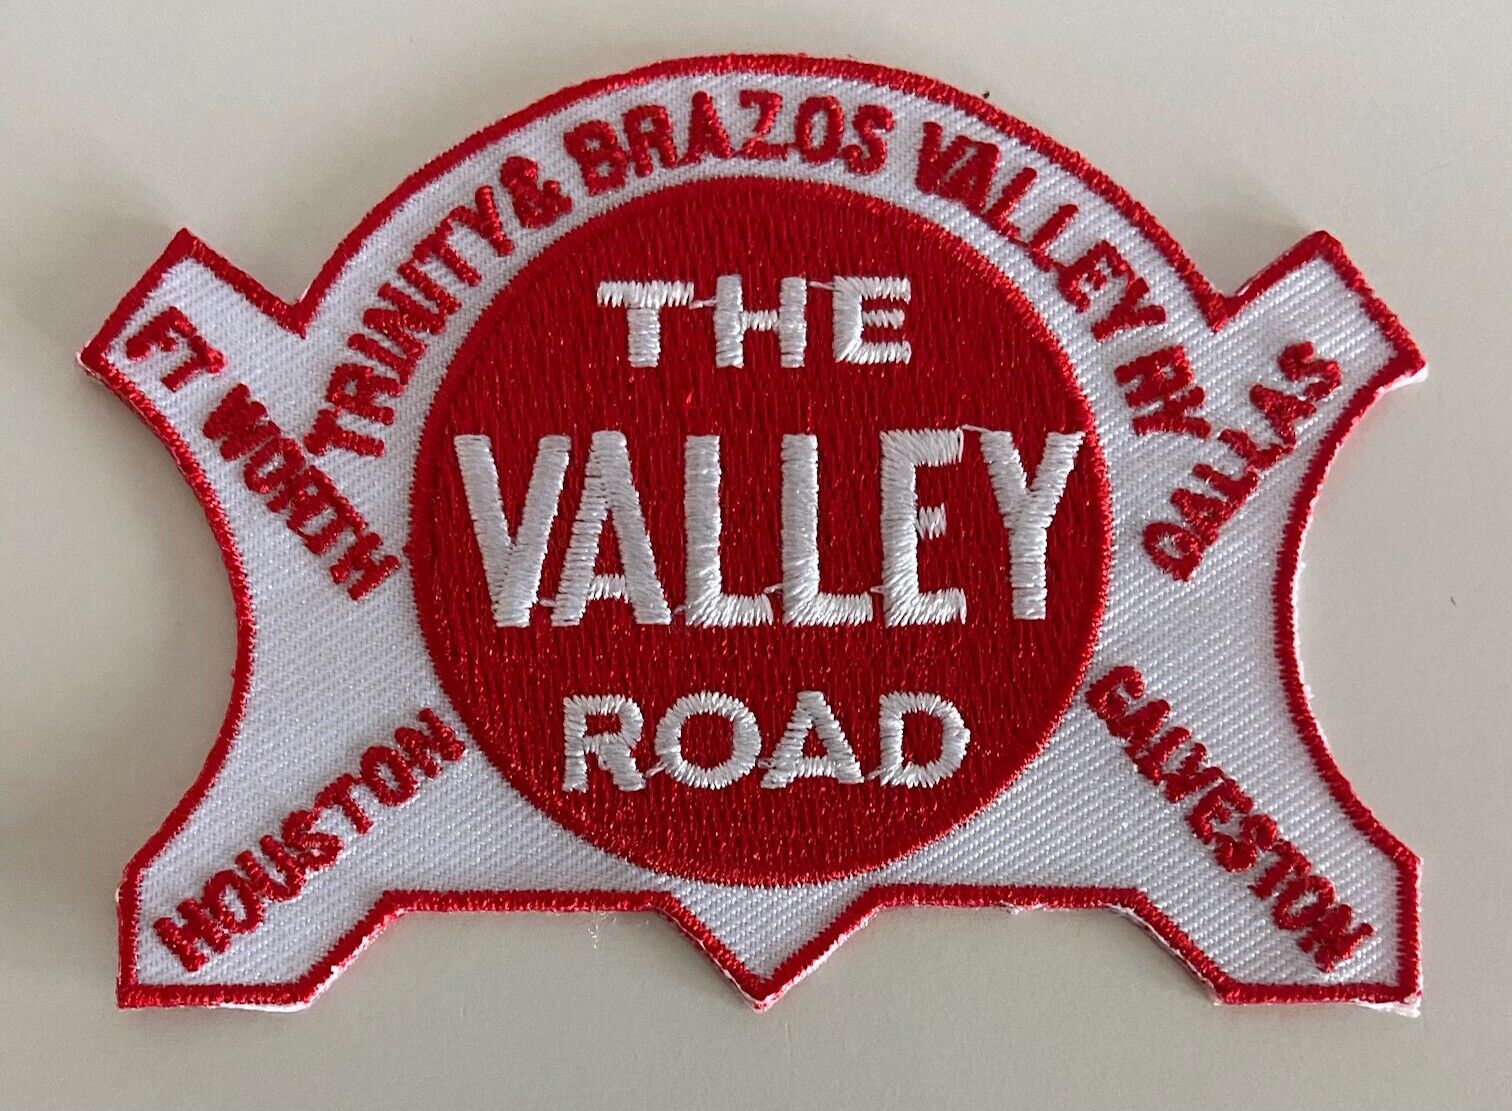 TRINITY & BRAZOS VALLEY RY
FT WORTH
DALLAS
THE
VALLEY
ROAD
HOUSTON
GALVESTON